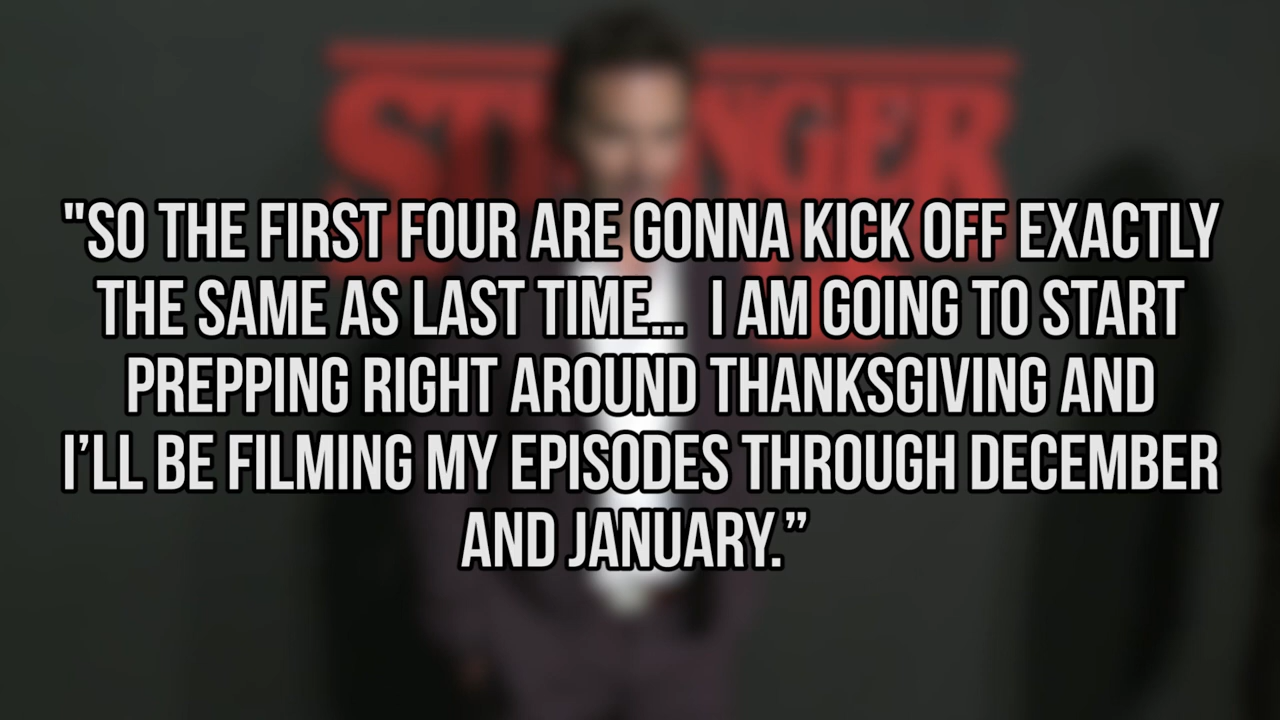 STRANGER
"SO THE FIRST FOUR ARE GONNA KICK OFF EXACTLY
THE SAME AS LAST TIME... I AM GOING TO START
PREPPING RIGHT AROUND THANKSGIVING AND
I’LL BE FILMING MY EPISODES THROUGH DECEMBER
AND JANUARY.”